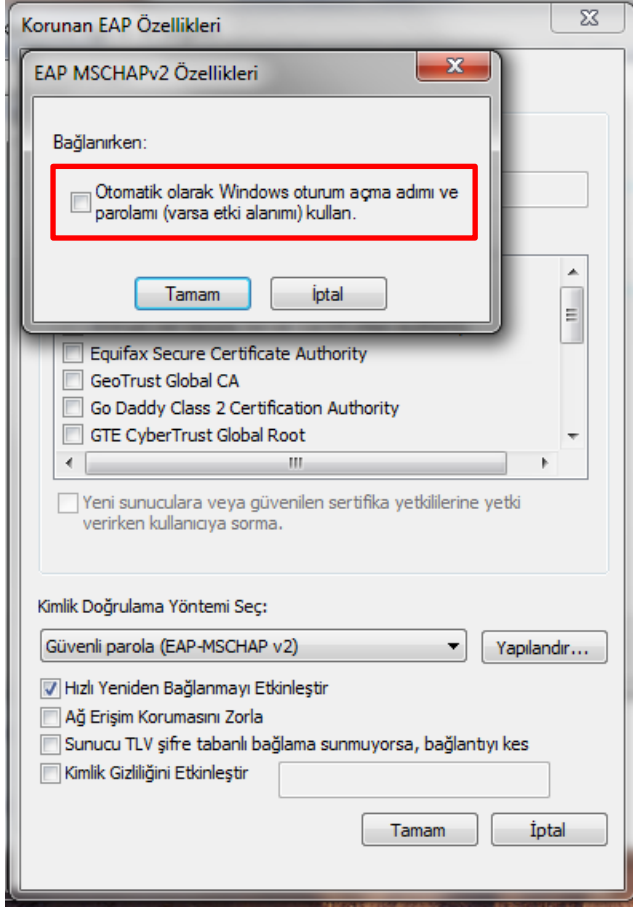 Korunan EAP Özellikleri
EAP MSCHAPv2 Özellikleri
Bağlanırken:
Otomatik olarak Windows oturum açma adımı ve
parolamı (varsa etki alanımı) kullan.
Tamam
İptal
Equifax Secure Certificate Authority
GeoTrust Global CA
Go Daddy Class 2 Certification Authority
GTE CyberTrust Global Root
Yeni sunuculara veya güvenilen sertifika yetkililerine yetki
verirken kullanıcıya sorma.
Kimlik Doğrulama Yöntemi Seç:
Güvenli parola (EAP-MSCHAP v2)
Yapılandır...
Hızlı Yeniden Bağlanmayı Etkinleştir
Ağ Erişim Korumasını Zorla
Sunucu TLV şifre tabanlı bağlama sunmuyorsa, bağlantıyı kes
Kimlik Gizliliğini Etkinleştir
Tamam
İptal